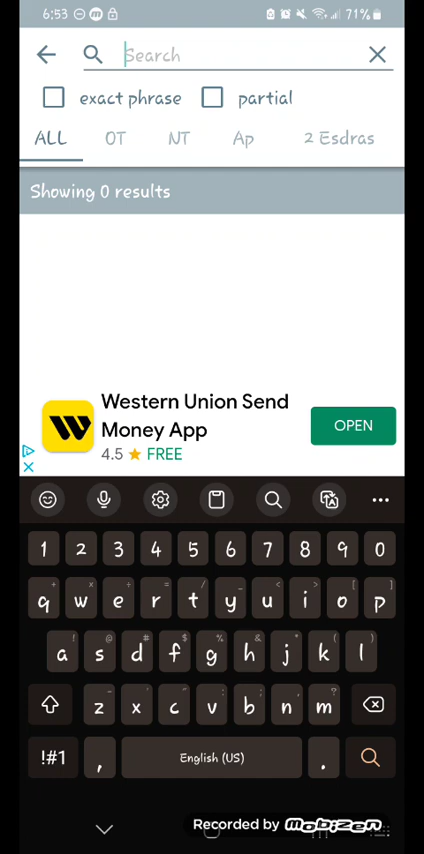 6:53 71%
Search
exact phrase partial
ALL OT NT Ap 2 Esdras
Showing 0 results
Western Union Send
Money App
4.5 ★ FREE
OPEN
1 2 3 4 5 6 7 8 9 0
q w e r t y u i o p
a s d f g h j k l
z x c v b n m
!#1 , English (US) .
Recorded by mobizen